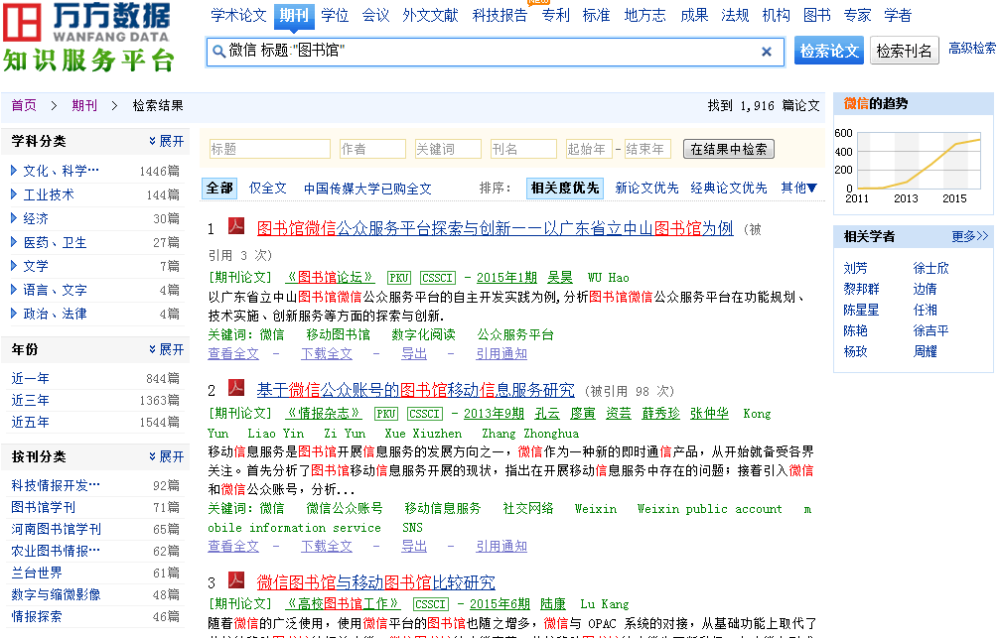 万方数据
WANFANG DATA
知识服务平台
学术论文 期刊 学位 会议 外文文献 科技报告 NEW 专利 标准 地方志 成果 法规 机构 图书 专家 学者
微信 标题:"图书馆" × 检索论文 检索刊名 高级检索
首页 > 期刊 > 检索结果 找到 1,916 篇论文
学科分类 展开
文化、科学… 1446篇
工业技术 144篇
经济 30篇
医药、卫生 27篇
文学 7篇
语言、文字 4篇
政治、法律 4篇
年份 展开
近一年 844篇
近三年 1363篇
近五年 1544篇
按刊分类 展开
科技情报开发… 92篇
图书馆学刊 71篇
河南图书馆学刊 65篇
农业图书情报… 62篇
兰台世界 61篇
数字与缩微影像 48篇
情报探索 46篇
标题 作者 关键词 刊名 起始年 - 结束年 在结果中检索
全部 仅全文 中国传媒大学已购全文 排序： 相关度优先 新论文优先 经典论文优先 其他▼
1 图书馆微信公众服务平台探索与创新——以广东省立中山图书馆为例 （被
引用 3 次）
[期刊论文] 《图书馆论坛》 PKU CSSCI - 2015年1期 吴昊 WU Hao
以广东省立中山图书馆微信公众服务平台的自主开发实践为例,分析图书馆微信公众服务平台在功能规划、
技术实施、创新服务等方面的探索与创新.
关键词: 微信 移动图书馆 数字化阅读 公众服务平台
查看全文 - 下载全文 - 导出 - 引用通知
2 基于微信公众账号的图书馆移动信息服务研究 （被引用 98 次）
[期刊论文] 《情报杂志》 PKU CSSCI - 2013年9期 孔云 廖寅 资芸 薛秀珍 张仲华 Kong
Yun Liao Yin Zi Yun Xue Xiuzhen Zhang Zhonghua
移动信息服务是图书馆开展信息服务的发展方向之一，微信作为一种新的即时通信产品，从开始就备受各界
关注。首先分析了图书馆移动信息服务开展的现状，指出在开展移动信息服务中存在的问题；接着引入微信
和微信公众账号，分析...
关键词: 微信 微信公众账号 移动信息服务 社交网络 Weixin Weixin public account m
obile information service SNS
查看全文 - 下载全文 - 导出 - 引用通知
3 微信图书馆与移动图书馆比较研究
[期刊论文] 《高校图书馆工作》 CSSCI - 2015年6期 陆康 Lu Kang
随着微信的广泛使用，使用微信平台的图书馆也随之增多，微信与 OPAC 系统的对接，从基础功能上取代了
微信的趋势
600
400
200
0
2011 2013 2015
相关学者 更多>>
刘芳 徐士欣
黎邦群 边倩
陈星星 任湘
陈艳 徐吉平
杨玫 周耀